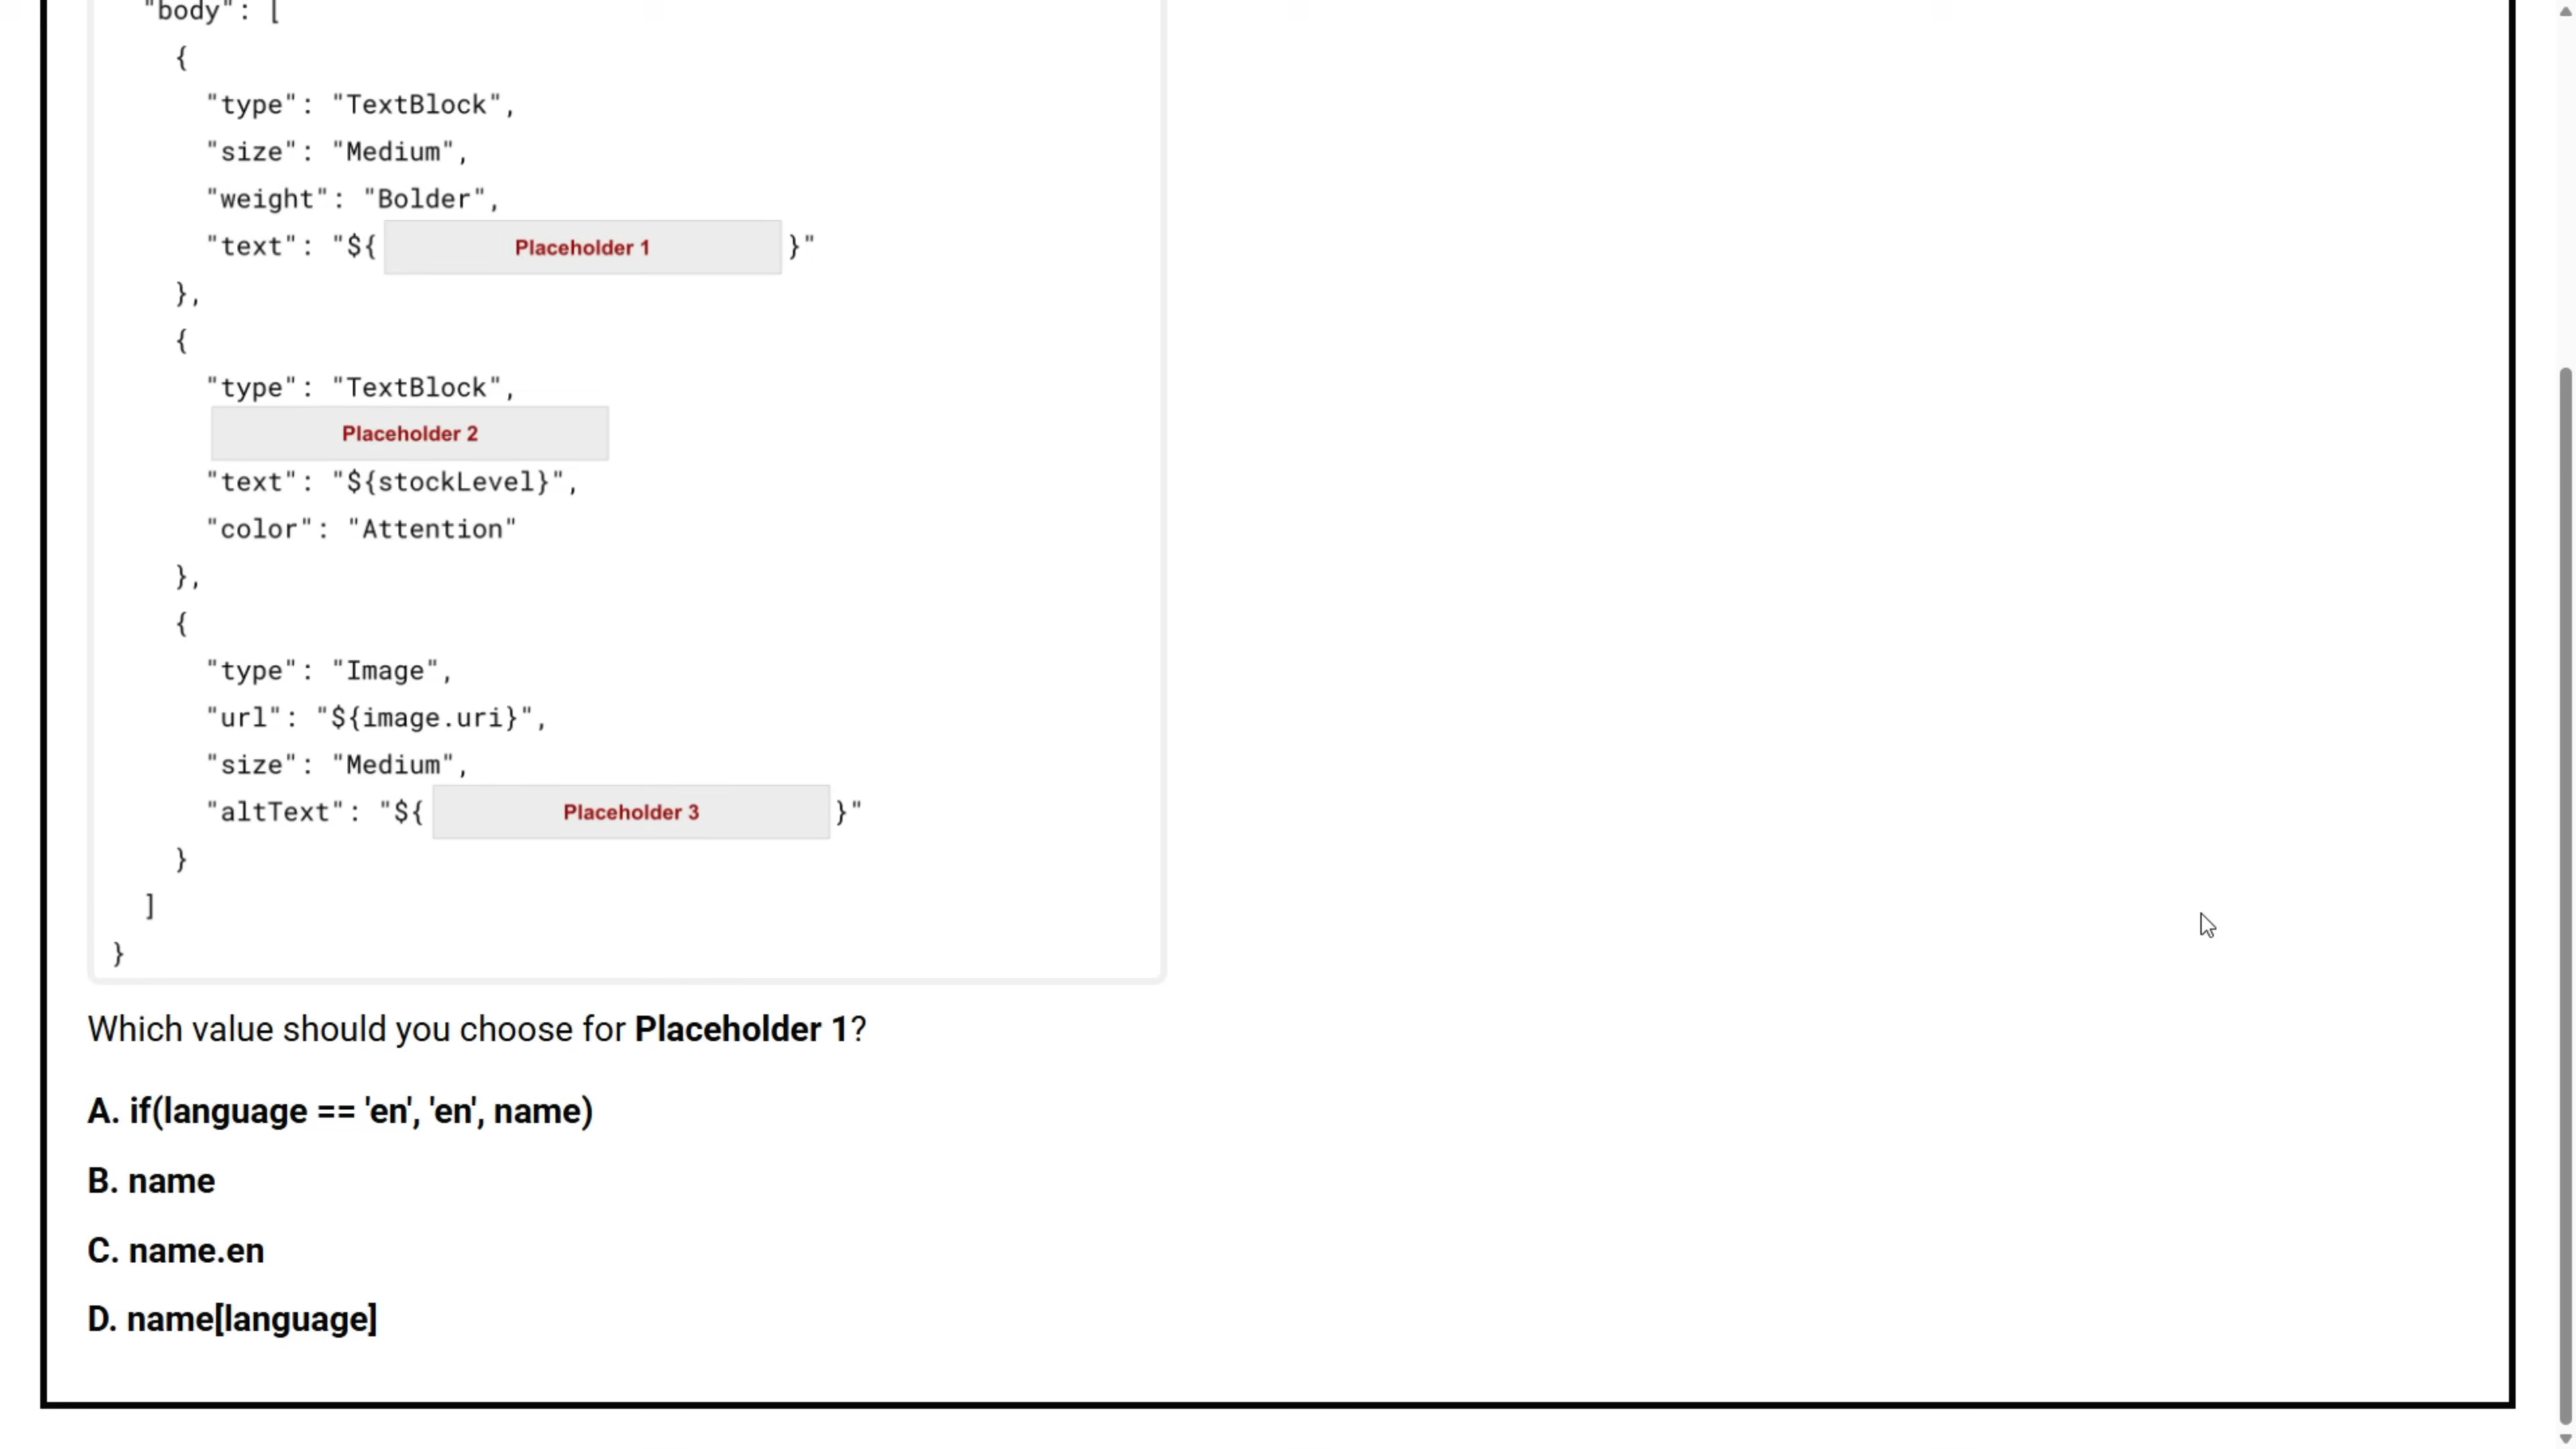 "body": [
{
"type": "TextBlock",
"size": "Medium",
"weight": "Bolder",
"text": "${ Placeholder 1 }"
},
{
"type": "TextBlock",
Placeholder 2
"text": "${stockLevel}",
"color": "Attention"
},
{
"type": "Image",
"url": "${image.uri}",
"size": "Medium",
"altText": "${ Placeholder 3 }"
}
]
}
Which value should you choose for Placeholder 1?
A. if(language == 'en', 'en', name)
B. name
C. name.en
D. name[language]